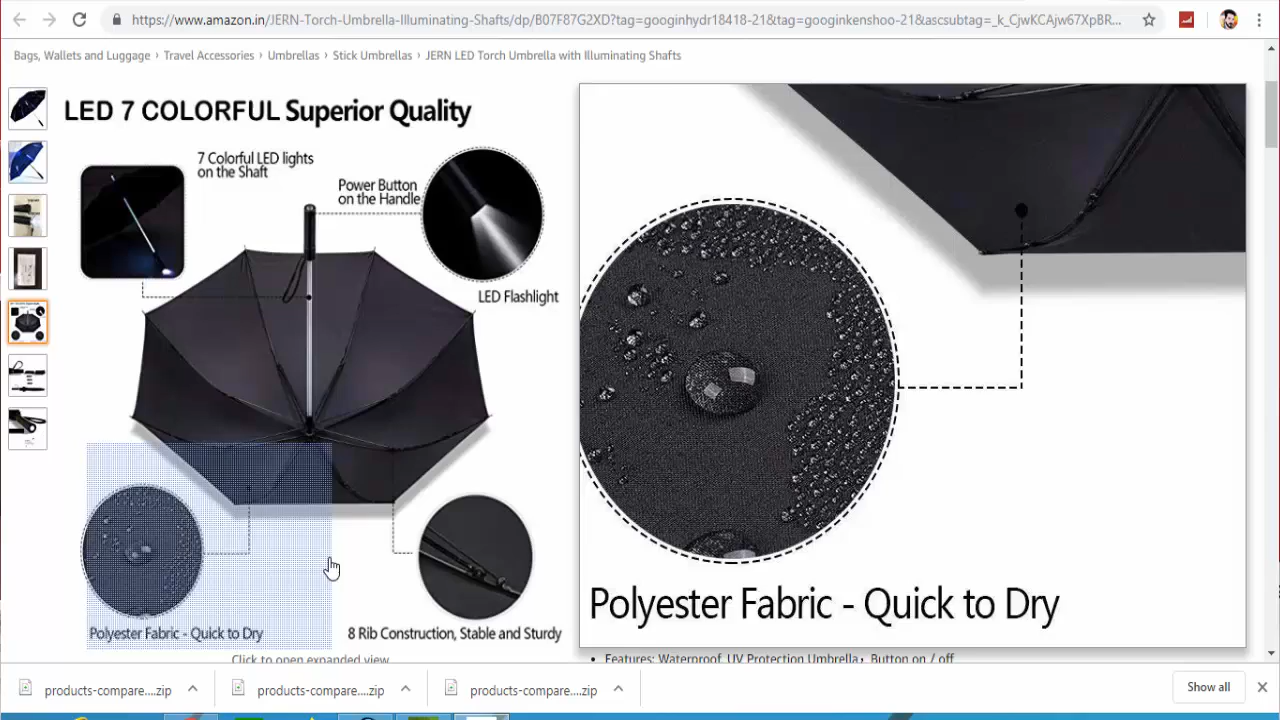 https://www.amazon.in/JERN-Torch-Umbrella-Illuminating-Shafts/dp/B07F87G2XD?tag=googinhydr18418-21&tag=googinkenshoo-21&ascsubtag=_k_CjwKCAjw67XpBR...
Bags, Wallets and Luggage › Travel Accessories › Umbrellas › Stick Umbrellas › JERN LED Torch Umbrella with Illuminating Shafts
LED 7 COLORFUL Superior Quality
7 Colorful LED lights
on the Shaft
Power Button
on the Handle
LED Flashlight
Polyester Fabric - Quick to Dry
8 Rib Construction, Stable and Sturdy
Click to open expanded view
Polyester Fabric - Quick to Dry
• Features: Waterproof, UV Protection Umbrella, Button on / off
products-compare....zip
products-compare....zip
products-compare....zip
Show all